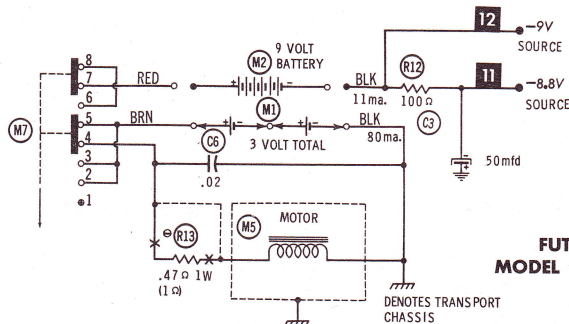 12
-9V
SOURCE
9 VOLT
BATTERY
M2
8
7
6
RED
+
-
BLK
R12
11
-8.8V
SOURCE
11ma.
100Ω
C3
M7
5
4
3
2
⊕1
BRN
M1
C6
+
-
+
-
BLK
80ma.
3 VOLT TOTAL
.02
50mfd
-
+
⊖
R13
M5
MOTOR
.47Ω 1W
(1Ω)
FUT
MODEL
DENOTES TRANSPORT
CHASSIS